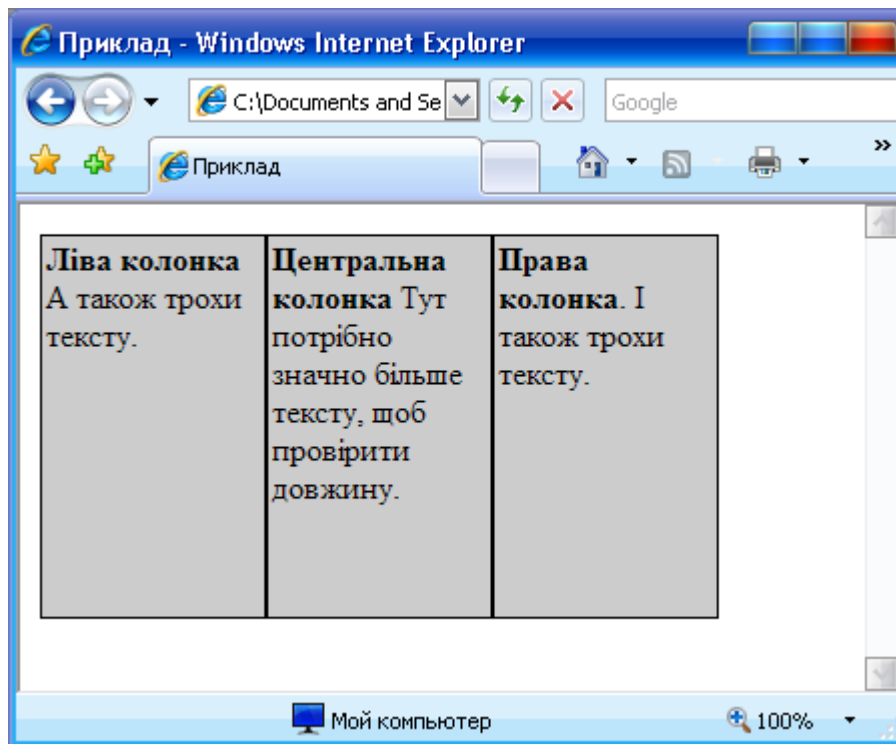 Приклад - Windows Internet Explorer
C:\Documents and Se
Google
Приклад
»
Ліва колонка
А також трохи
тексту.
Центральна
колонка Тут
потрібно
значно більше
тексту, щоб
провірити
довжину.
Права
колонка. І
також трохи
тексту.
Мой компьютер
100%